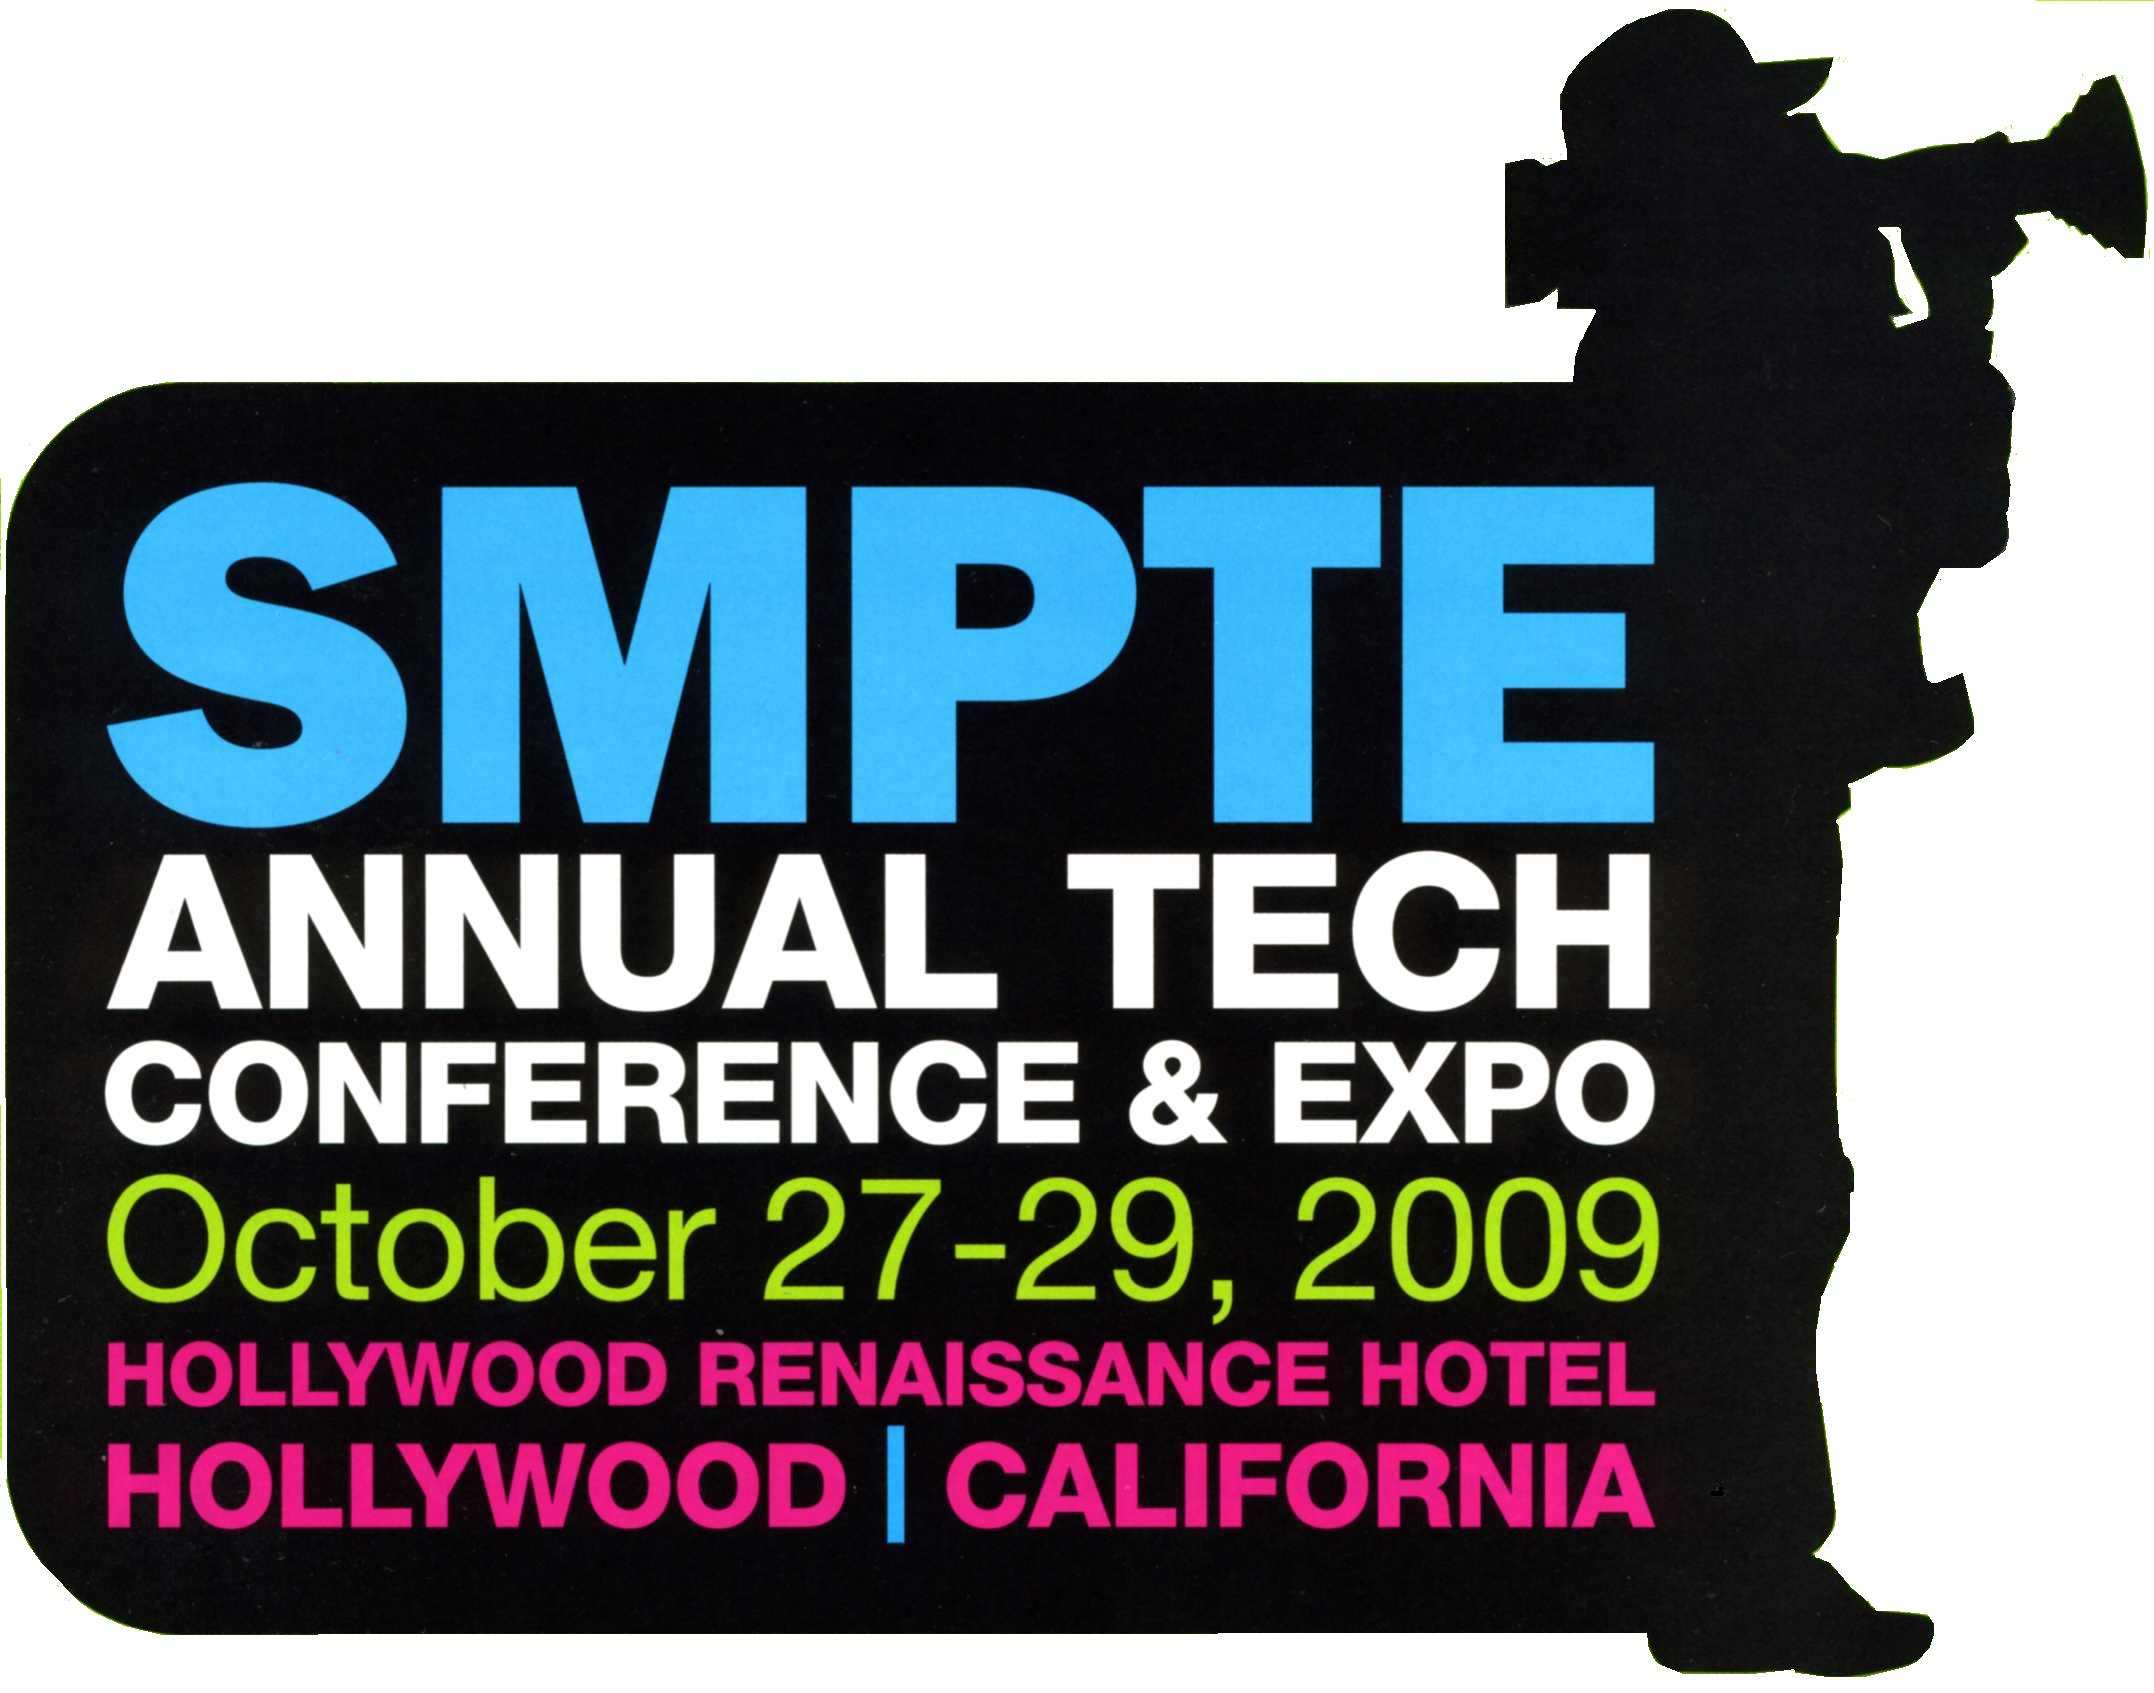 SMPTE
ANNUAL TECH
CONFERENCE & EXPO
October 27-29, 2009
HOLLYWOOD RENAISSANCE HOTEL
HOLLYWOOD | CALIFORNIA